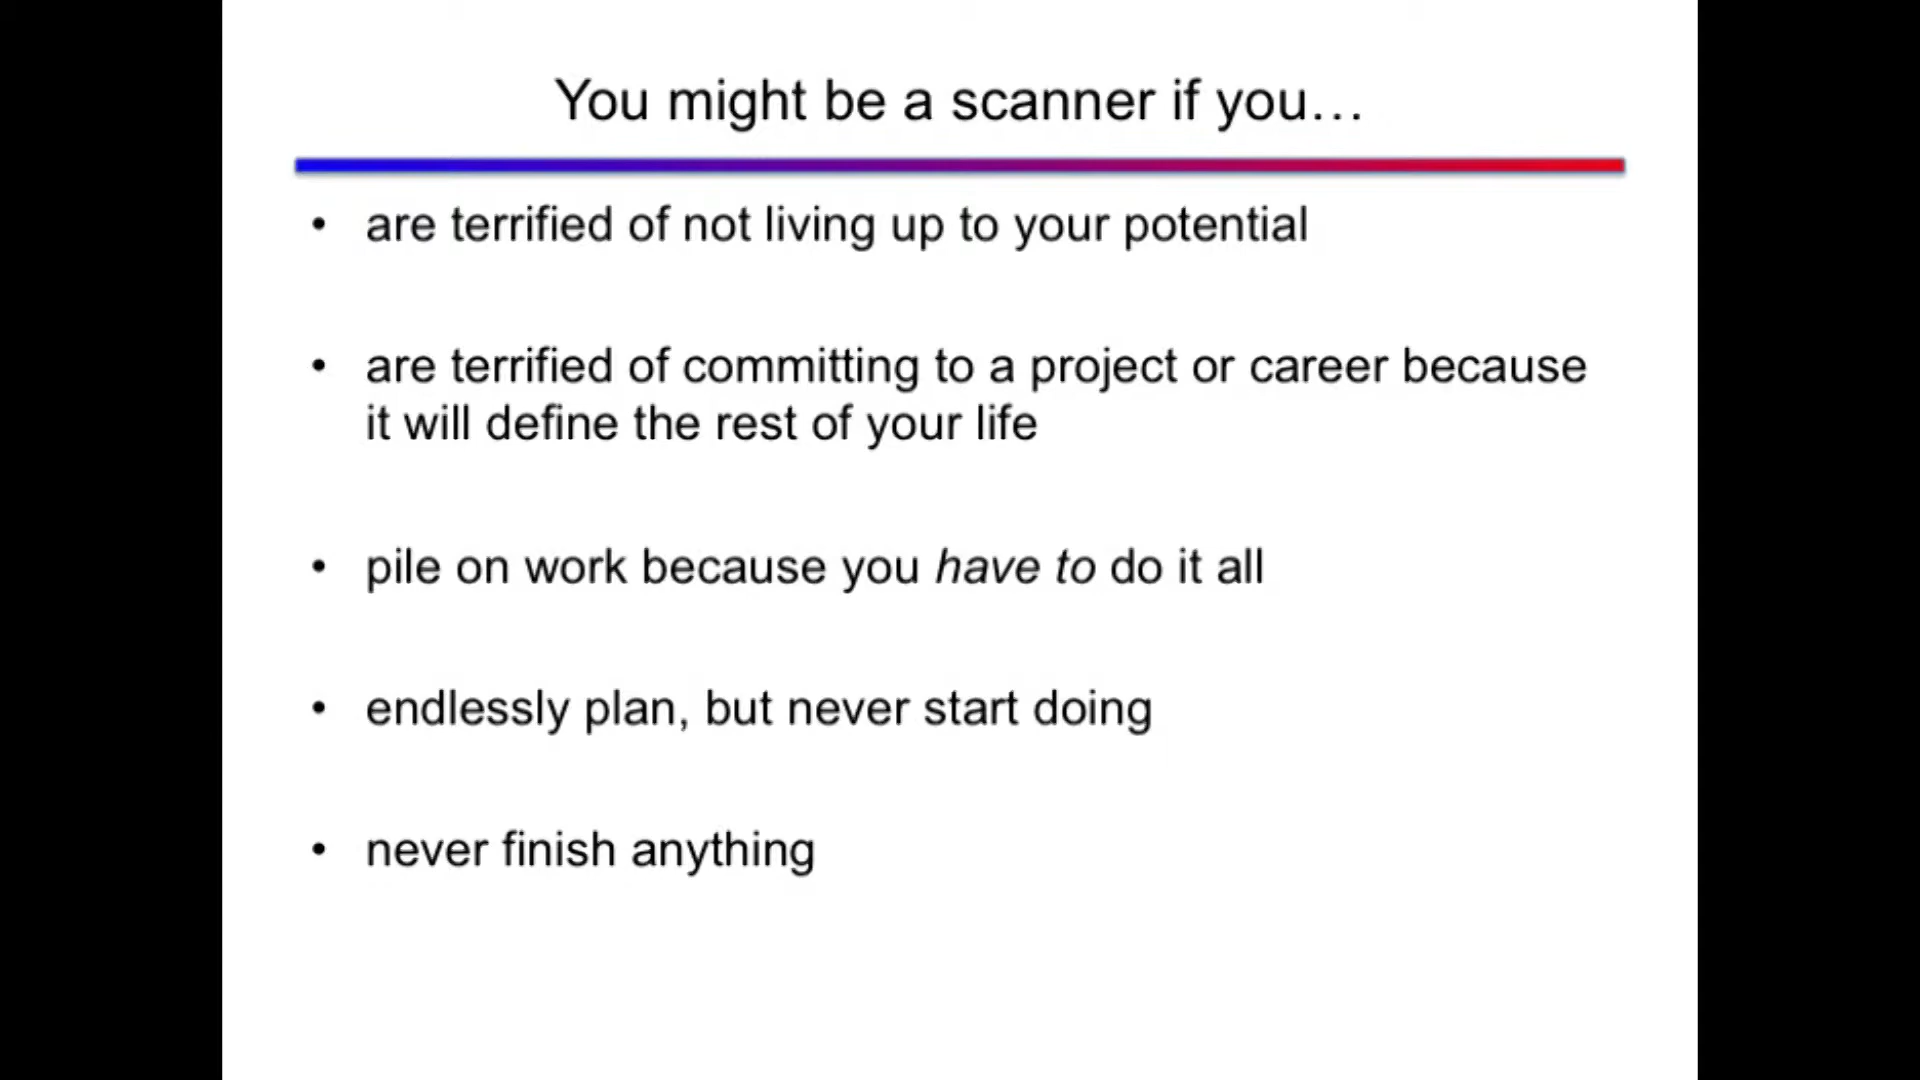 You might be a scanner if you…
• are terrified of not living up to your potential
• are terrified of committing to a project or career because
it will define the rest of your life
• pile on work because you have to do it all
• endlessly plan, but never start doing
• never finish anything